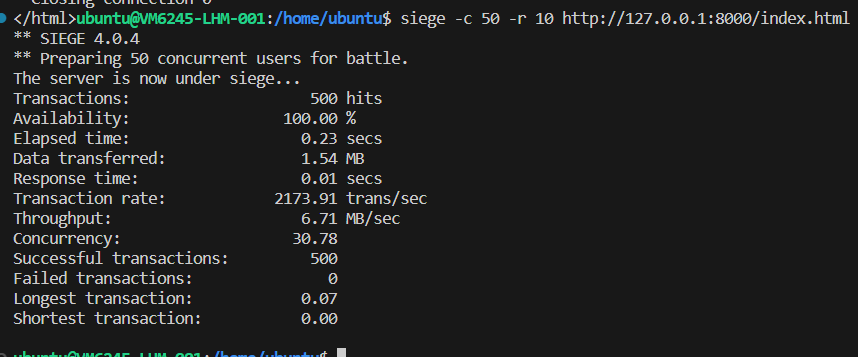 closing connection 0
</html>ubuntu@VM6245-LHM-001:/home/ubuntu$ siege -c 50 -r 10 http://127.0.0.1:8000/index.html
** SIEGE 4.0.4
** Preparing 50 concurrent users for battle.
The server is now under siege...
Transactions: 500 hits
Availability: 100.00 %
Elapsed time: 0.23 secs
Data transferred: 1.54 MB
Response time: 0.01 secs
Transaction rate: 2173.91 trans/sec
Throughput: 6.71 MB/sec
Concurrency: 30.78
Successful transactions: 500
Failed transactions: 0
Longest transaction: 0.07
Shortest transaction: 0.00
ubuntu@VM6245-LHM-001:/home/ubuntu$